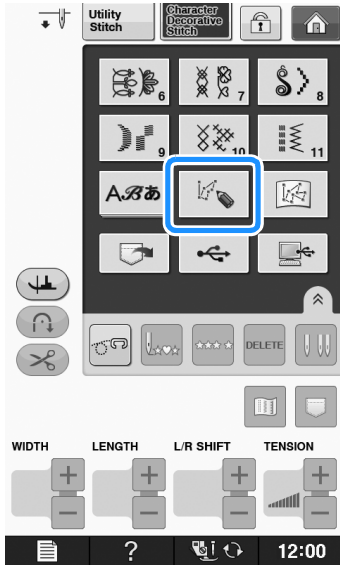 Utility
Stitch
Character
Decorative
Stitch
6
7
8
9
10
11
Aℬあ
DELETE
WIDTH
LENGTH
L/R SHIFT
TENSION
+
+
+
+
−
−
−
−
?
12:00